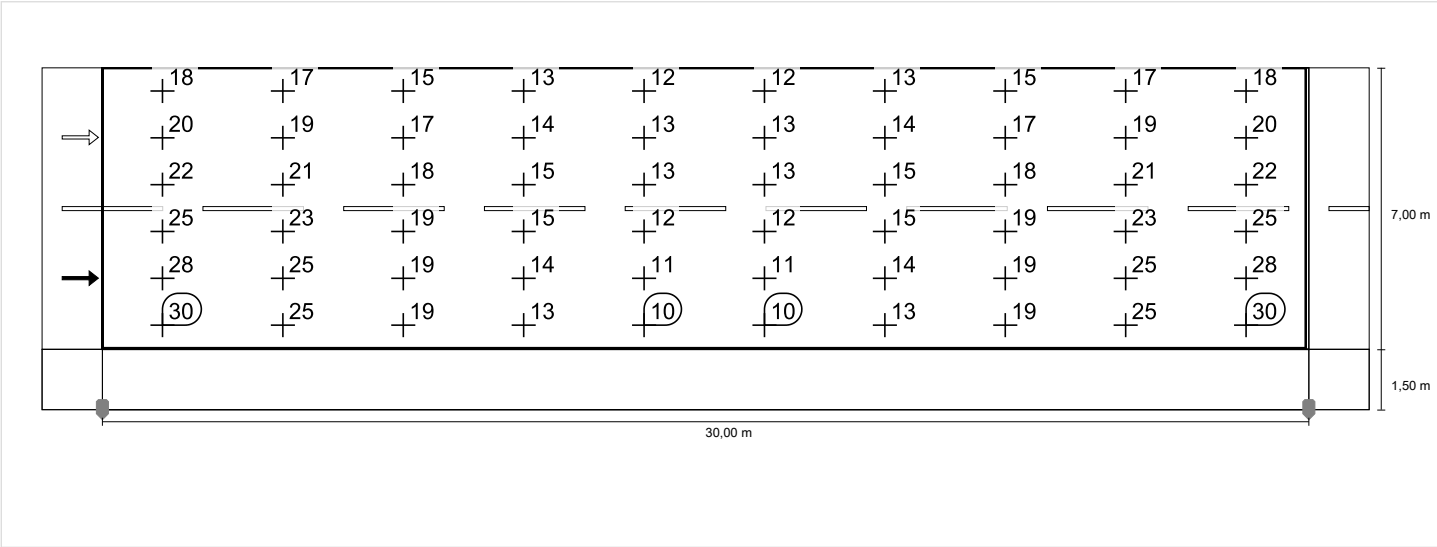 18 17 15 13 12 12 13 15 17 18
20 19 17 14 13 13 14 17 19 20
22 21 18 15 13 13 15 18 21 22
25 23 19 15 12 12 15 19 23 25
7,00 m
28 25 19 14 11 11 14 19 25 28
30 25 19 13 10 10 13 19 25 30
1,50 m
30,00 m